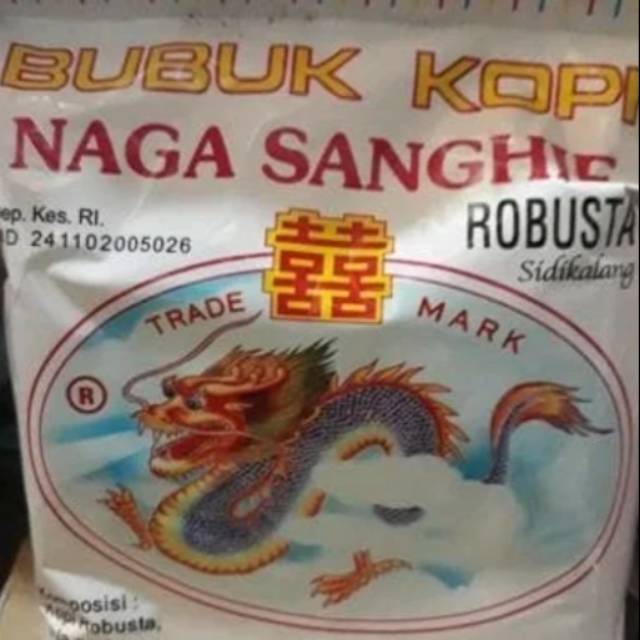 BUBUK KOPI
NAGA SANGHIE
ep. Kes. RI.
D 241102005026
ROBUSTA
Sidikalang
囍
TRADE MARK
®
posisi :
Robusta,